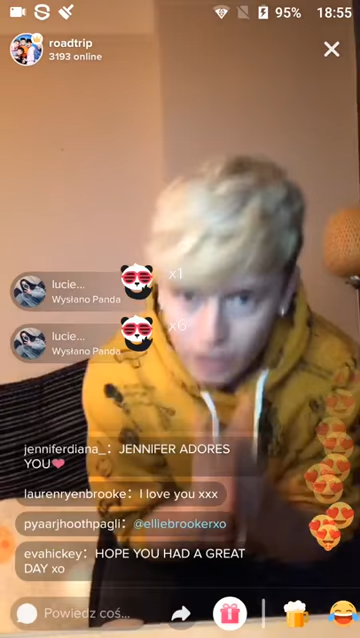 95% 18:55
roadtrip
3193 online
lucie...
Wysłano Panda
x1
lucie...
Wysłano Panda
x6
jenniferdiana_: JENNIFER ADORES
YOU❤
laurenryenbrooke: I love you xxx
pyaarjhoothpagli: @elliebrookerxo
evahickey: HOPE YOU HAD A GREAT
DAY xo
Powiedz coś...